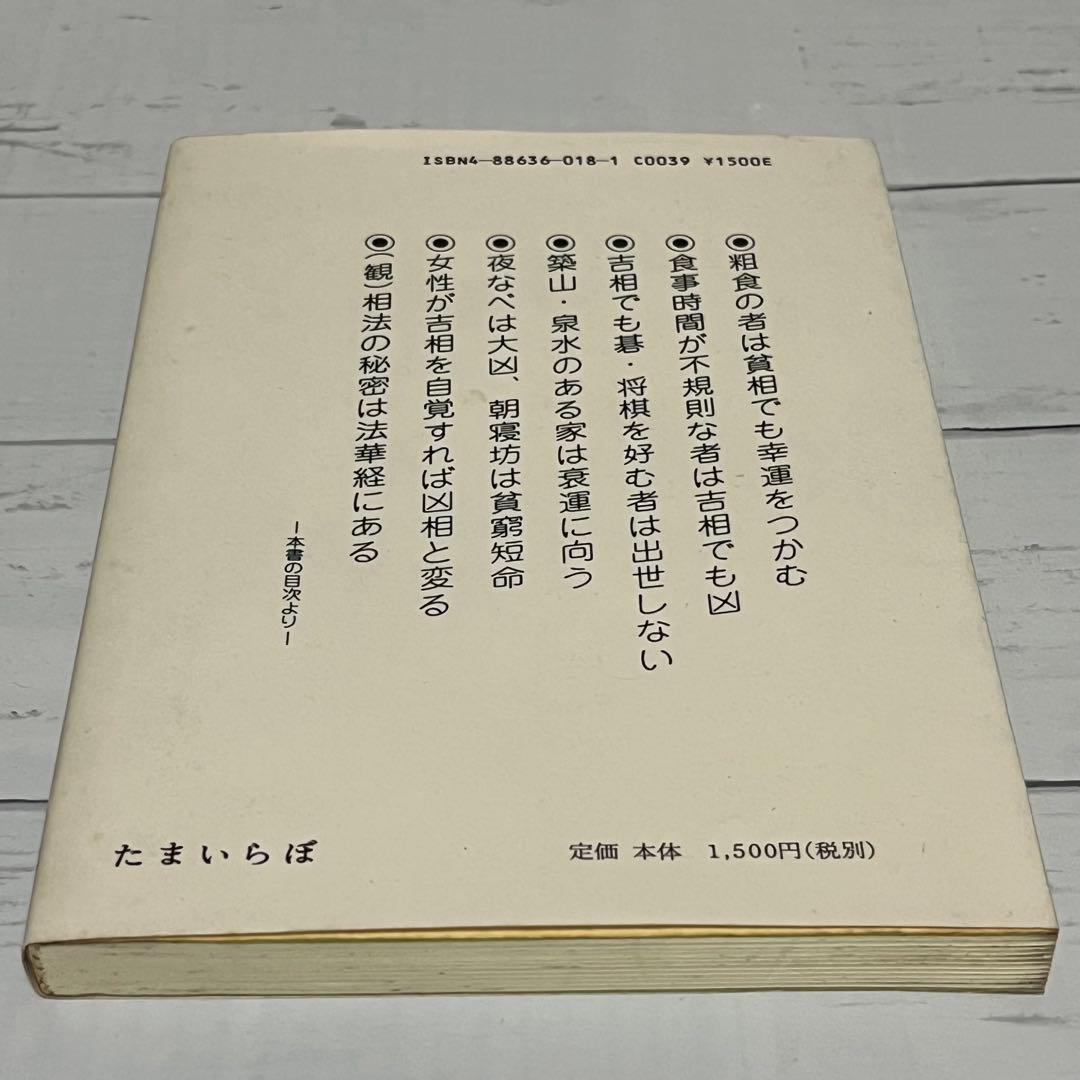 ISBN4-88636-018-1 C0039 ¥1500E
◉粗食の者は貧相でも幸運をつかむ
◉食事時間が不規則な者は吉相でも凶
◉吉相でも碁・将棋を好む者は出世しない
◉築山・泉水のある家は衰運に向う
◉夜なべは大凶、朝寝坊は貧窮短命
◉女性が吉相を自覚すれば凶相と変る
◉(観)相法の秘密は法華経にある
ー本書の目次よりー
たまいらぼ
定価 本体 1,500円(税別)